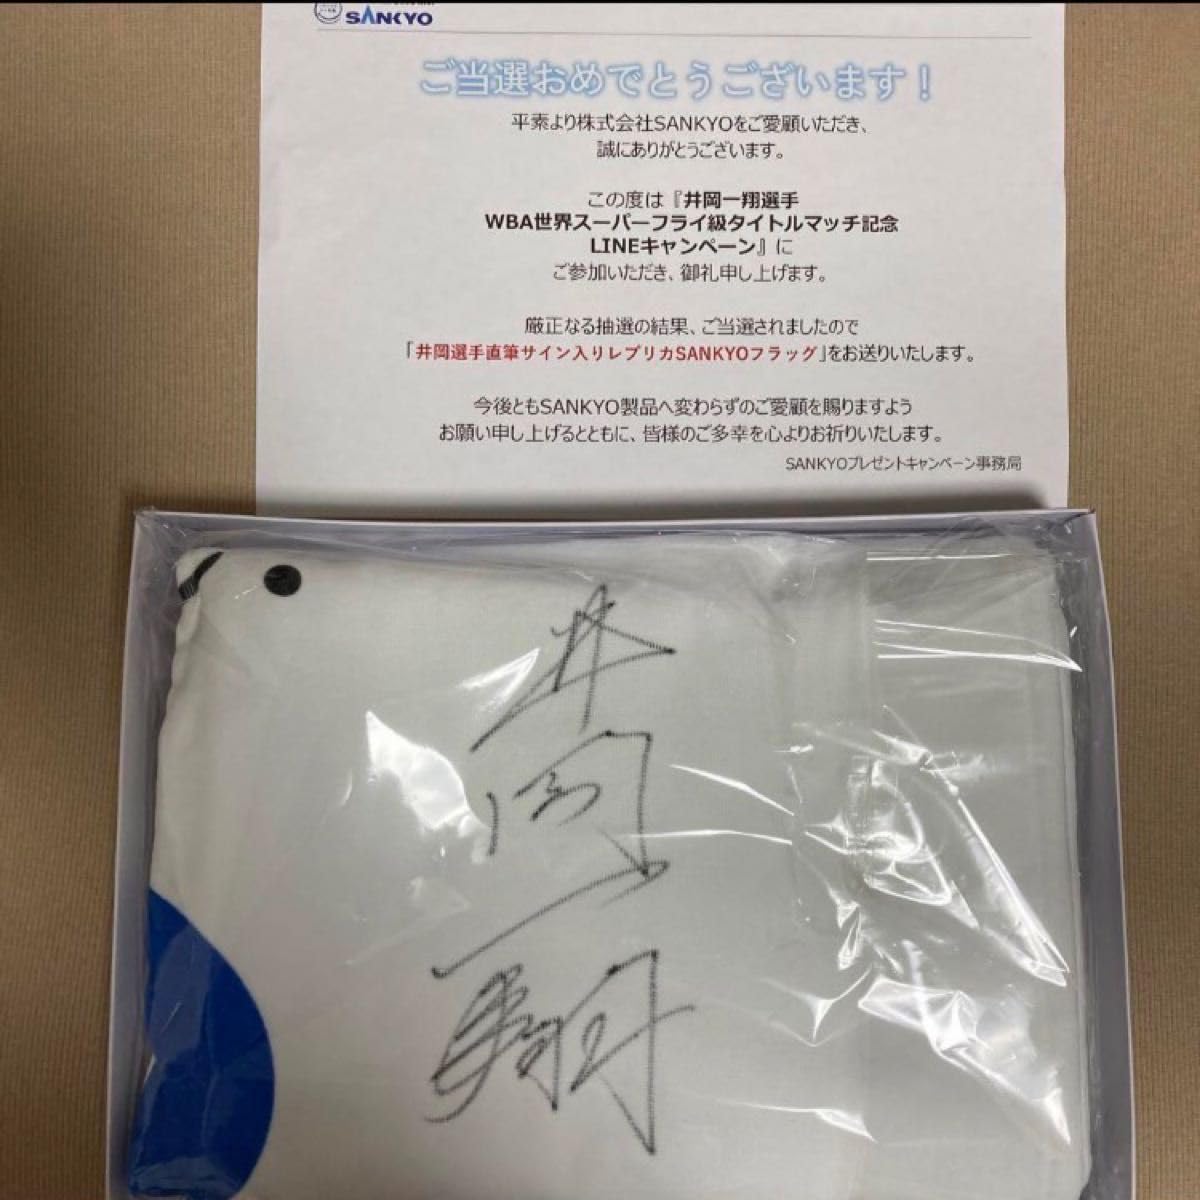 SANKYO
ご当選おめでとうございます！
平素より株式会社SANKYOをご愛顧いただき、
誠にありがとうございます。
この度は『井岡一翔選手
WBA世界スーパーフライ級タイトルマッチ記念
LINEキャンペーン』に
ご参加いただき、御礼申し上げます。
厳正なる抽選の結果、ご当選されましたので
「井岡選手直筆サイン入りレプリカSANKYOフラッグ」をお送りいたします。
今後ともSANKYO製品へ変わらずのご愛顧を賜りますよう
お願い申し上げるとともに、皆様のご多幸を心よりお祈りいたします。
SANKYOプレゼントキャンペーン事務局
井岡一翔